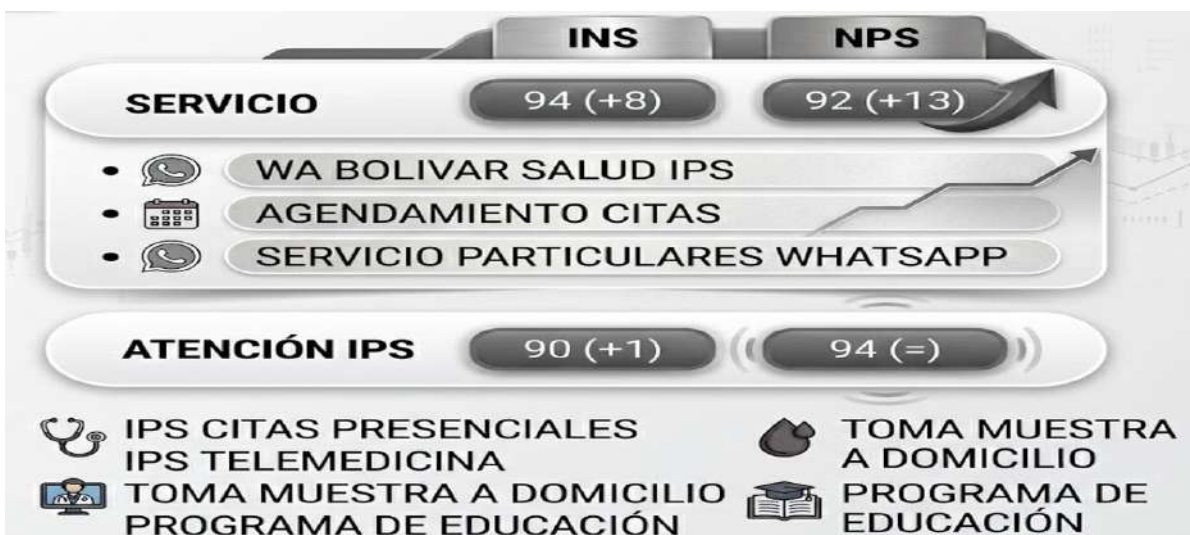 INS NPS
SERVICIO 94 (+8) 92 (+13)
• WA BOLIVAR SALUD IPS
• AGENDAMIENTO CITAS
• SERVICIO PARTICULARES WHATSAPP
ATENCIÓN IPS 90 (+1) 94 (=)
IPS CITAS PRESENCIALES
IPS TELEMEDICINA
TOMA MUESTRA A DOMICILIO
PROGRAMA DE EDUCACIÓN
TOMA MUESTRA
A DOMICILIO
PROGRAMA DE
EDUCACIÓN